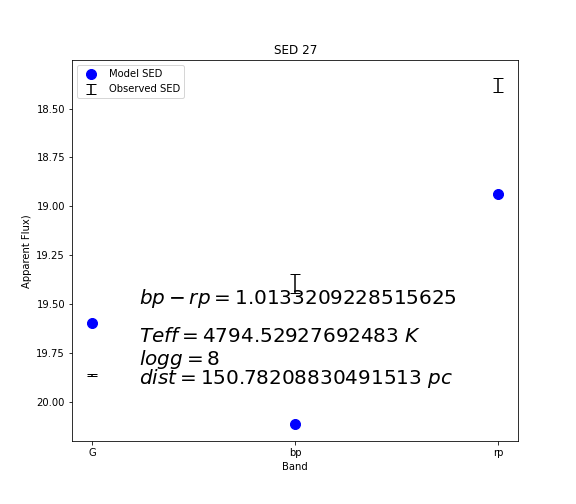 SED 27
Model SED
Observed SED
18.50
18.75
19.00
19.25
19.50
19.75
20.00
Apparent Flux)
bp − rp = 1.0133209228515625
Teff = 4794.52927692483 K
logg = 8
dist = 150.78208830491513 pc
G
bp
rp
Band